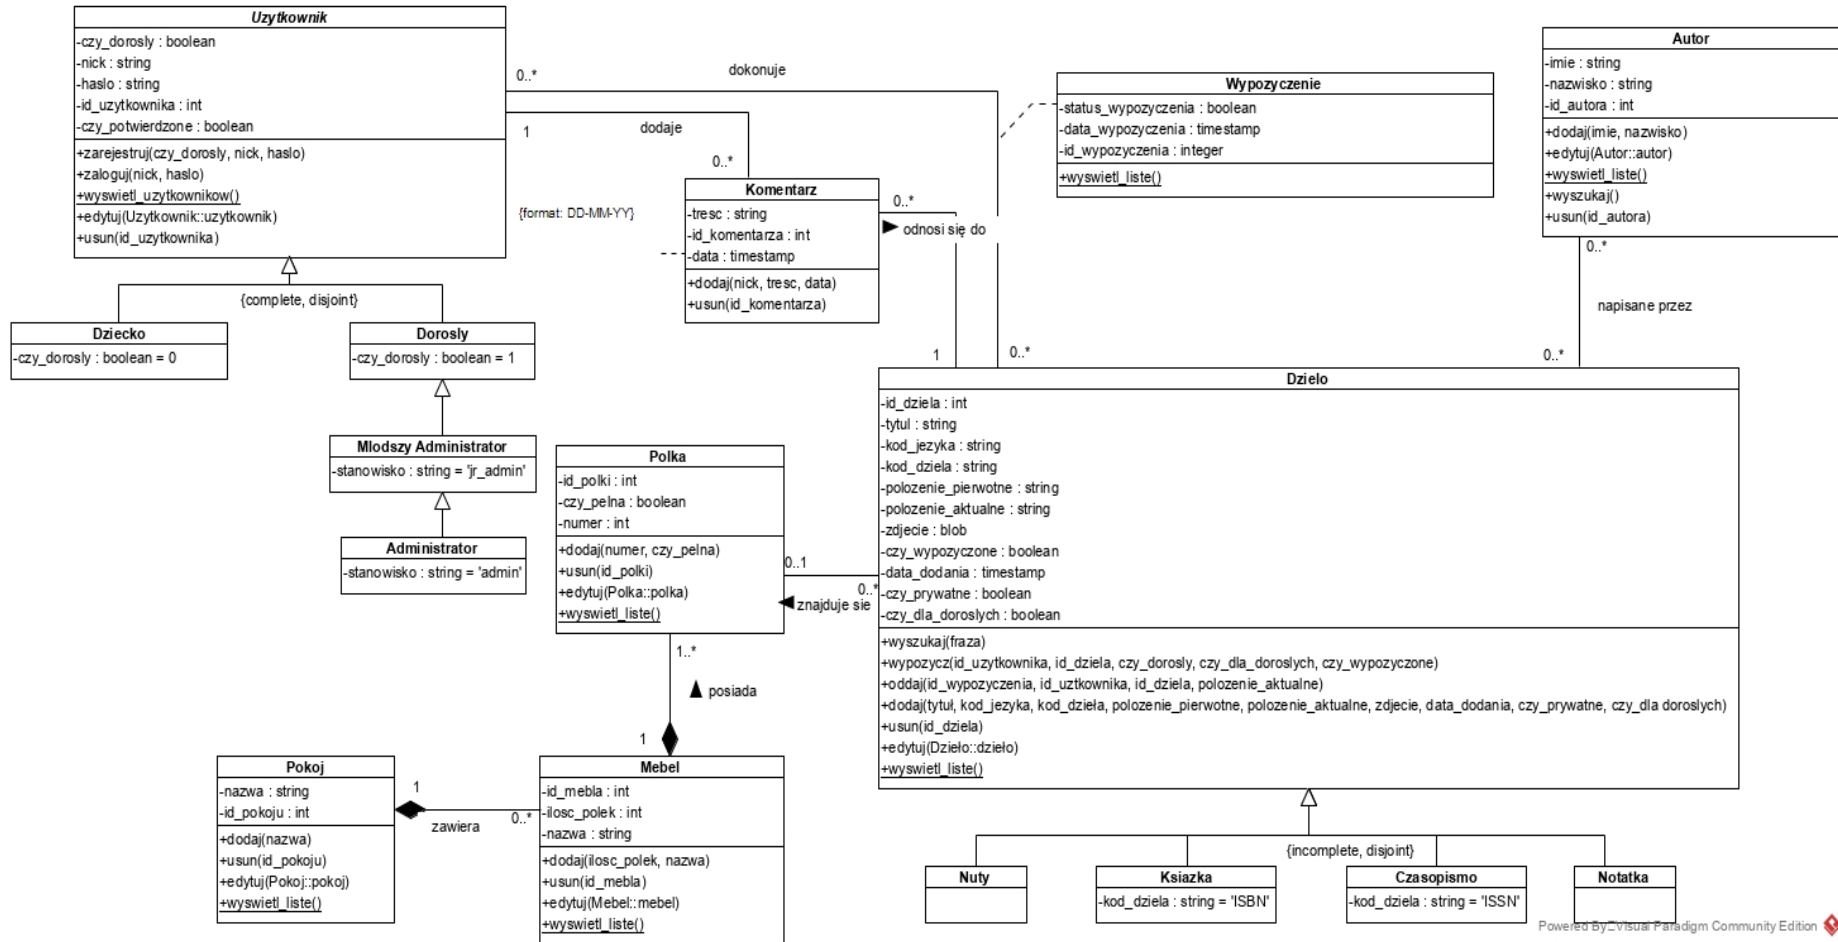 Uzytkownik
-czy_dorosly : boolean
-nick : string
-haslo : string
-id_uzytkownika : int
-czy_potwierdzone : boolean
+zarejestruj(czy_dorosly, nick, haslo)
+zaloguj(nick, haslo)
+wyswietl_uzytkownikow()
+edytuj(Uzytkownik::uzytkownik)
+usun(id_uzytkownika)
{complete, disjoint}
Dziecko
-czy_dorosly : boolean = 0
Dorosly
-czy_dorosly : boolean = 1
Mlodszy Administrator
-stanowisko : string = 'jr_admin'
Administrator
-stanowisko : string = 'admin'
0..*
dokonuje
0..*
1
dodaje
0..*
{format: DD-MM-YY}
Komentarz
-tresc : string
-id_komentarza : int
-data : timestamp
+dodaj(nick, tresc, data)
+usun(id_komentarza)
0..*
odnosi się do
1
Wypozyczenie
-status_wypozyczenia : boolean
-data_wypozyczenia : timestamp
-id_wypozyczenia : integer
+wyswietl_liste()
Autor
-imie : string
-nazwisko : string
-id_autora : int
+dodaj(imie, nazwisko)
+edytuj(Autor::autor)
+wyswietl_liste()
+wyszukaj()
+usun(id_autora)
0..*
napisane przez
0..*
Dzielo
-id_dziela : int
-tytul : string
-kod_jezyka : string
-kod_dziela : string
-polozenie_pierwotne : string
-polozenie_aktualne : string
-zdjecie : blob
-czy_wypozyczone : boolean
-data_dodania : timestamp
-czy_prywatne : boolean
-czy_dla_doroslych : boolean
+wyszukaj(fraza)
+wypozycz(id_uzytkownika, id_dziela, czy_dorosly, czy_dla_doroslych, czy_wypozyczone)
+oddaj(id_wypozyczenia, id_uztkownika, id_dziela, polozenie_aktualne)
+dodaj(tytuł, kod_jezyka, kod_dzieła, polozenie_pierwotne, polozenie_aktualne, zdjecie, data_dodania, czy_prywatne, czy_dla doroslych)
+usun(id_dziela)
+edytuj(Dzieło::dzieło)
+wyswietl_liste()
Polka
-id_polki : int
-czy_pelna : boolean
-numer : int
+dodaj(numer, czy_pelna)
+usun(id_polki)
+edytuj(Polka::polka)
+wyswietl_liste()
0..1
0..*
znajduje sie
1..*
posiada
1
Pokoj
-nazwa : string
-id_pokoju : int
+dodaj(nazwa)
+usun(id_pokoju)
+edytuj(Pokoj::pokoj)
+wyswietl_liste()
1
zawiera
0..*
Mebel
-id_mebla : int
-ilosc_polek : int
-nazwa : string
+dodaj(ilosc_polek, nazwa)
+usun(id_mebla)
+edytuj(Mebel::mebel)
+wyswietl_liste()
{incomplete, disjoint}
Nuty
Ksiazka
-kod_dziela : string = 'ISBN'
Czasopismo
-kod_dziela : string = 'ISSN'
Notatka
Powered By Visual Paradigm Community Edition